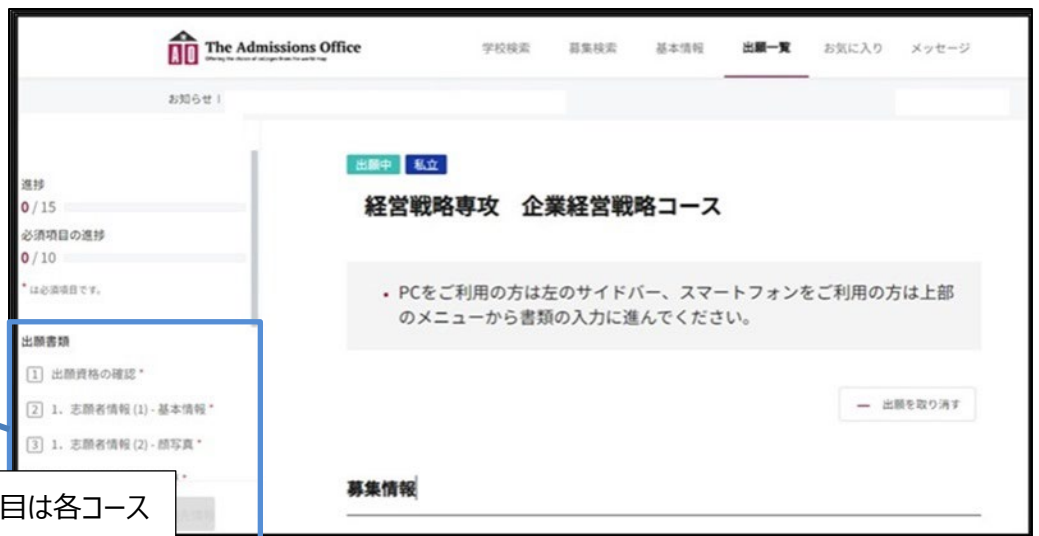 The Admissions Office
学校検索 募集検索 基本情報 出願一覧 お気に入り メッセージ
お知らせ
出願中 私立
経営戦略専攻 企業経営戦略コース
進捗
0 / 15
必須項目の進捗
0 / 10
* は必須項目です。
・PCをご利用の方は左のサイドバー、スマートフォンをご利用の方は上部
のメニューから書類の入力に進んでください。
出願書類
1 出願資格の確認 *
2 1. 志願者情報 (1) - 基本情報 *
3 1. 志願者情報 (2) - 顔写真 *
目は各コース
— 出願を取り消す
募集情報